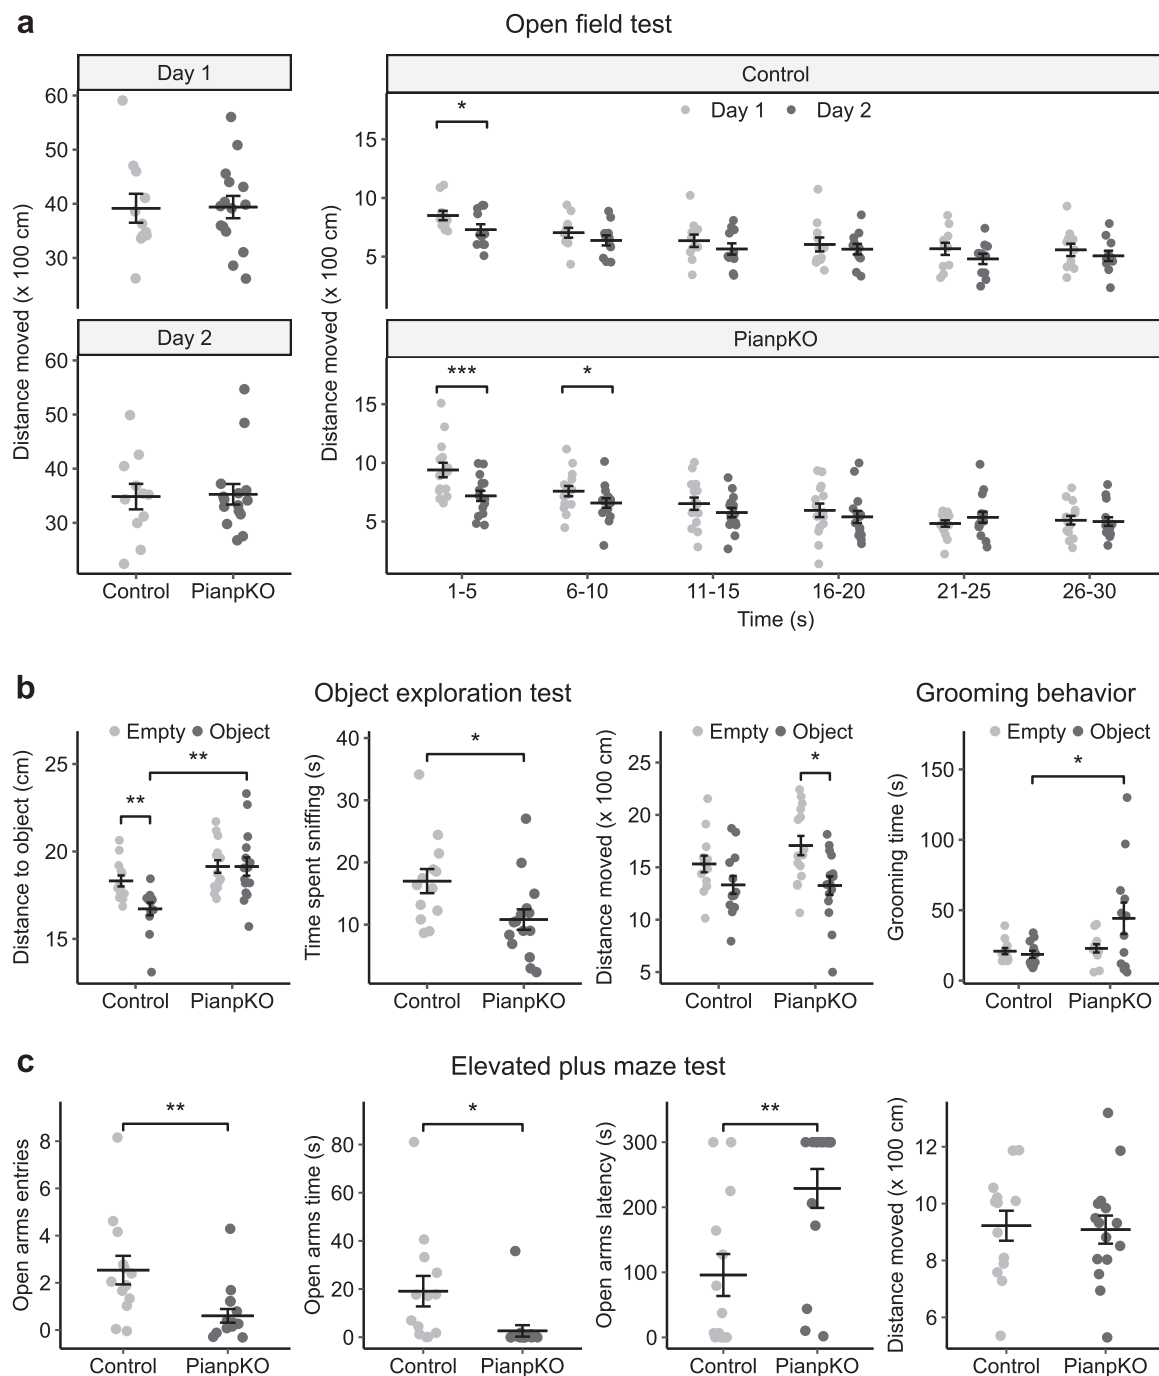 a
Open field test
Day 1
Control
Day 1 Day 2
60
50
40
30
15
10
5
*
Distance moved (x 100 cm)
Distance moved (x 100 cm)
Day 2
PianpKO
60
50
40
30
15
10
5
*** *
Control PianpKO
1-5 6-10 11-15 16-20 21-25 26-30
Time (s)
b
Object exploration test
Grooming behavior
Empty Object
Distance to object (cm)
25
20
15
** **
Control PianpKO
Time spent sniffing (s)
40
30
20
10
*
Control PianpKO
Empty Object
Distance moved (x 100 cm)
25
20
15
10
5
*
Control PianpKO
Empty Object
Grooming time (s)
150
100
50
0
*
Control PianpKO
c
Elevated plus maze test
Open arms entries
8
6
4
2
0
**
Control PianpKO
Open arms time (s)
80
60
40
20
0
*
Control PianpKO
Open arms latency (s)
300
200
100
0
**
Control PianpKO
Distance moved (x 100 cm)
12
10
8
6
Control PianpKO